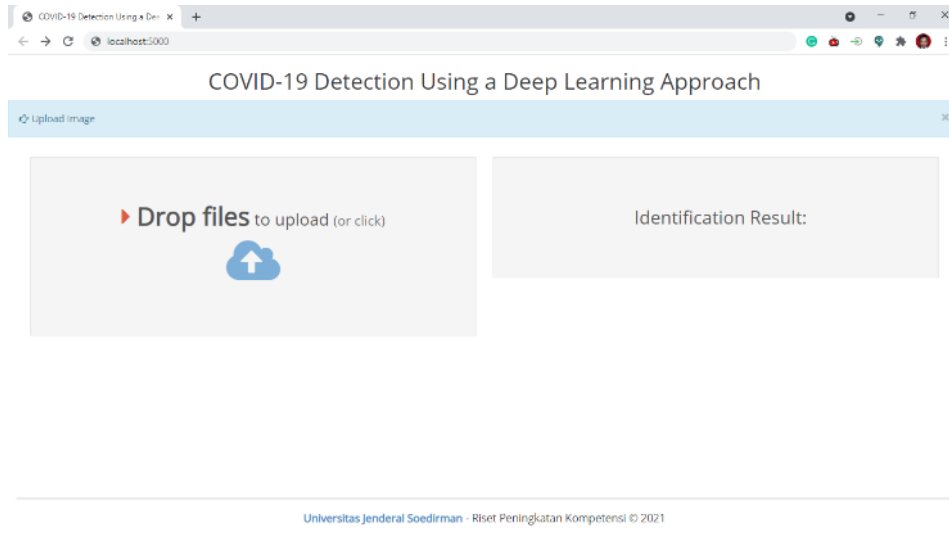 COVID-19 Detection Using a Dee
localhost:5000
COVID-19 Detection Using a Deep Learning Approach
Upload image
Drop files to upload (or click)
Identification Result:
Universitas Jenderal Soedirman - Riset Peningkatan Kompetensi © 2021